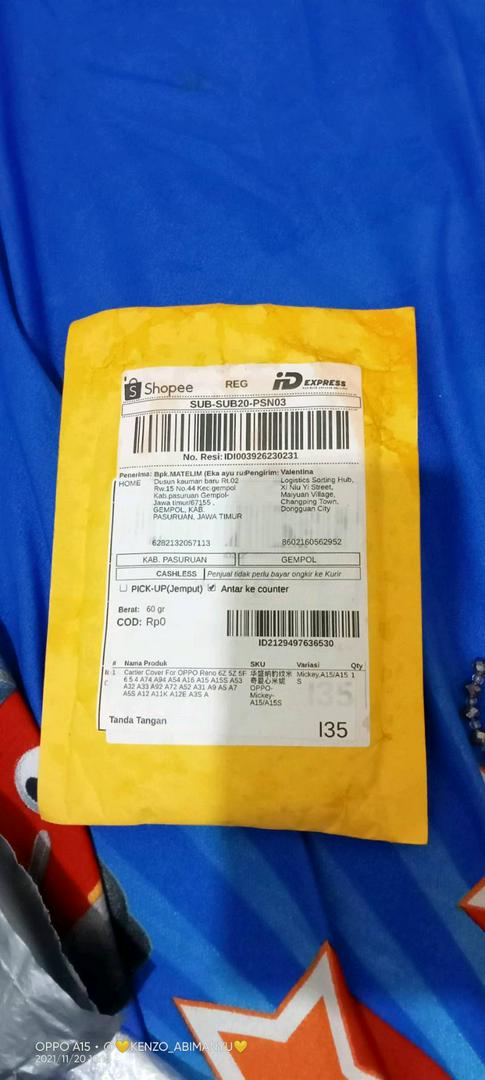 Shopee REG iD EXPRESS
SUB-SUB20-PSN03
No. Resi: IDI003926230231
Penerima: Bpk.MATELIM (Eka ayu ru Pengirim: Valentina
HOME
Dusun kauman baru Rt.02
Rw.15 No.44 Kec gempol
Kab.pasuruan Gempol-
Jawa timur/67155 ,
GEMPOL, KAB.
PASURUAN, JAWA TIMUR
Logistics Sorting Hub,
Xi Niu Yi Street,
Maiyuan Village,
Changping Town,
Dongguan City
6282132057113 8602160562952
KAB. PASURUAN GEMPOL
CASHLESS Penjual tidak perlu bayar ongkir ke Kurir
PICK-UP(Jemput) Antar ke counter
Berat: 60 gr
COD: Rp0
ID2129497636530
# Nama Produk SKU Variasi Qty
1 Cartier Cover For OPPO Reno 6Z 5Z 5F
6 5 4 A74 A94 A54 A16 A15 A15S A53
A32 A33 A92 A72 A52 A31 A9 A5 A7
A5S A12 A11K A12E A3S A
OPPO-
Mickey-
A15/A15S
Mickey,A15/A15
S
1
I35
Tanda Tangan
I35
OPPO A15 • @💛KENZO_ABIMANYU💛
2021/11/20